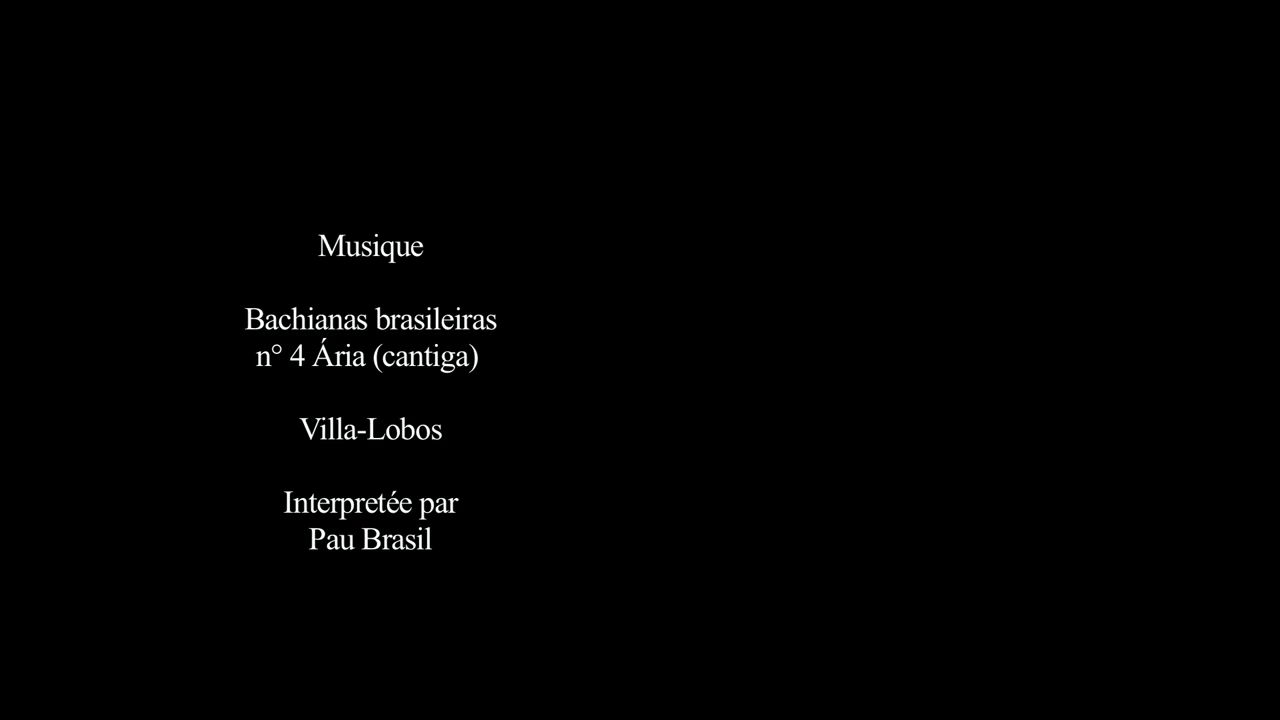 Musique
Bachianas brasileiras
n° 4 Ária (cantiga)
Villa-Lobos
Interpretée par
Pau Brasil